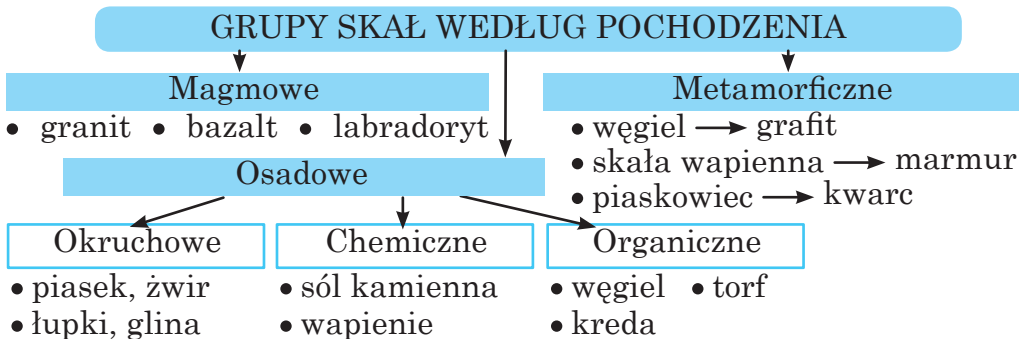 GRUPY SKAŁ WEDŁUG POCHODZENIA
Magmowe
• granit • bazalt • labradoryt
Metamorficzne
• węgiel → grafit
• skała wapienna → marmur
• piaskowiec → kwarc
Osadowe
Okruchowe
• piasek, żwir
• łupki, glina
Chemiczne
• sól kamienna
• wapienie
Organiczne
• węgiel • torf
• kreda